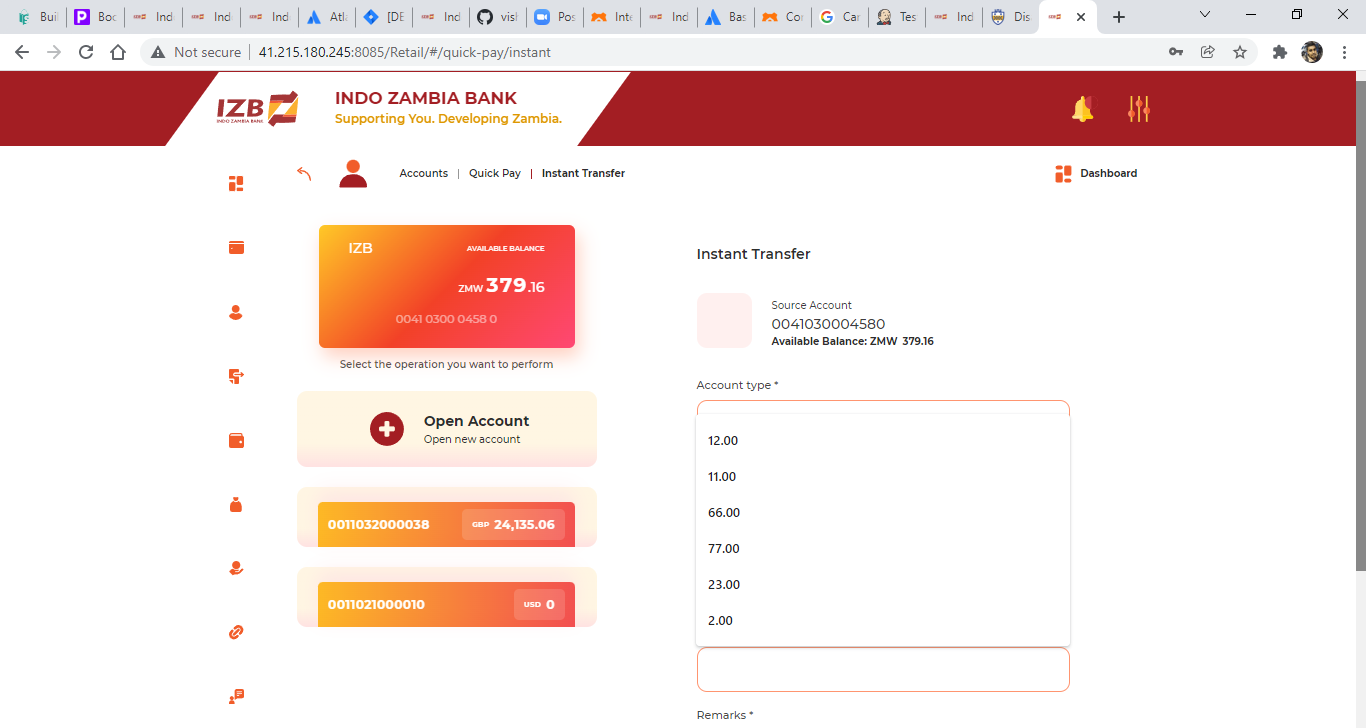 Buil
Boc
Ind
Ind
Ind
Atla
[DE
Ind
visl
Pos
Inte
Ind
Bas
Cor
Car
Tes
Ind
Dis
Not secure
41.215.180.245:8085/Retail/#/quick-pay/instant
IZB
INDO ZAMBIA BANK
INDO ZAMBIA BANK
Supporting You. Developing Zambia.
Accounts | Quick Pay | Instant Transfer
Dashboard
IZB
AVAILABLE BALANCE
ZMW 379.16
0041 0300 0458 0
Select the operation you want to perform
Open Account
Open new account
0011032000038
GBP 24,135.06
0011021000010
USD 0
Instant Transfer
Source Account
0041030004580
Available Balance: ZMW 379.16
Account type *
12.00
11.00
66.00
77.00
23.00
2.00
Remarks *